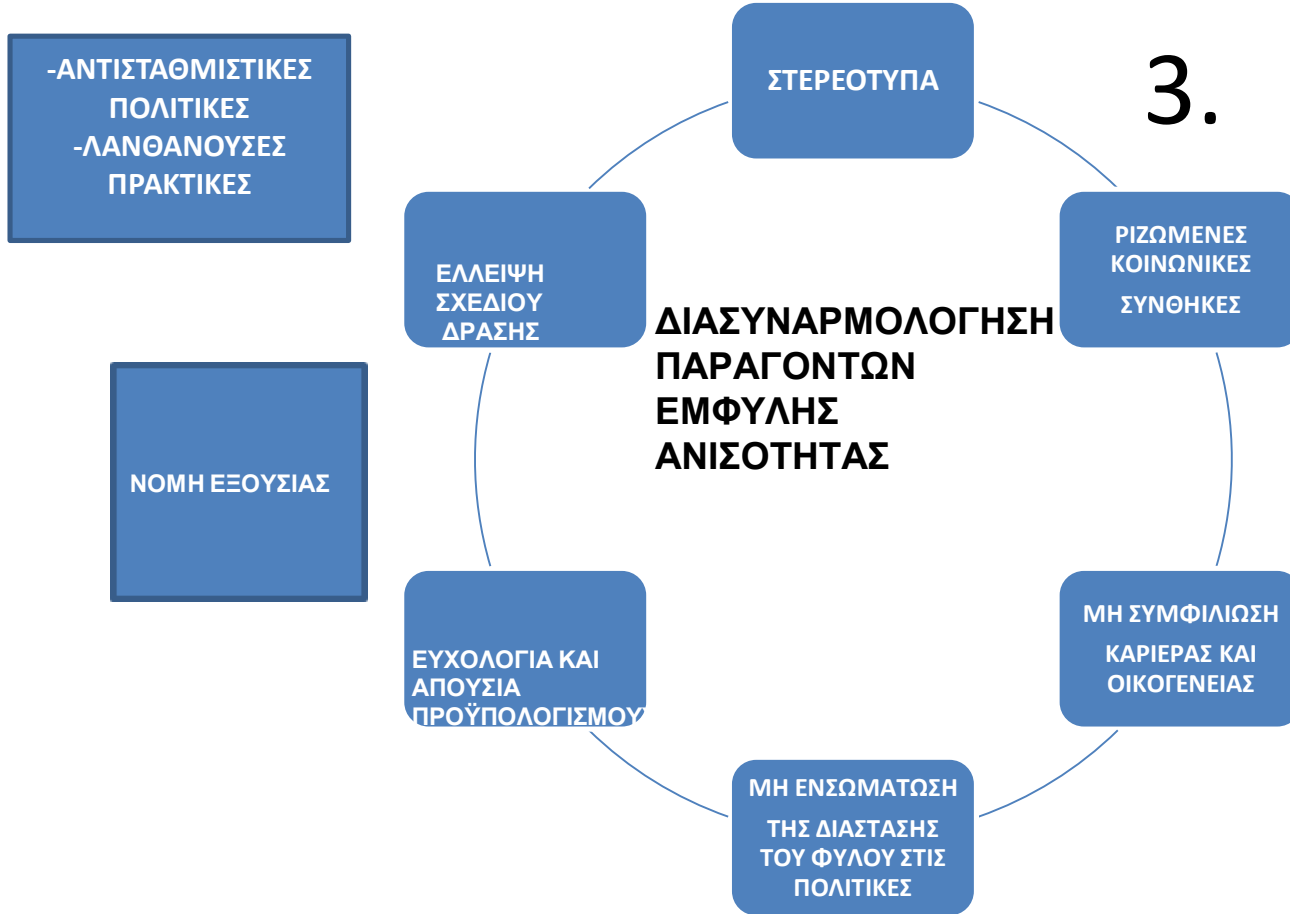 -ΑΝΤΙΣΤΑΘΜΙΣΤΙΚΕΣ
ΠΟΛΙΤΙΚΕΣ
-ΛΑΝΘΑΝΟΥΣΕΣ
ΠΡΑΚΤΙΚΕΣ
ΣΤΕΡΕΟΤΥΠΑ
3.
ΡΙΖΩΜΕΝΕΣ
ΚΟΙΝΩΝΙΚΕΣ
ΣΥΝΘΗΚΕΣ
ΕΛΛΕΙΨΗ
ΣΧΕΔΙΟΥ
ΔΡΑΣΗΣ
ΔΙΑΣΥΝΑΡΜΟΛΟΓΗΣΗ
ΠΑΡΑΓΟΝΤΩΝ
ΕΜΦΥΛΗΣ
ΑΝΙΣΟΤΗΤΑΣ
ΝΟΜΗ ΕΞΟΥΣΙΑΣ
ΜΗ ΣΥΜΦΙΛΙΩΣΗ
ΚΑΡΙΕΡΑΣ ΚΑΙ
ΟΙΚΟΓΕΝΕΙΑΣ
ΕΥΧΟΛΟΓΙΑ ΚΑΙ
ΑΠΟΥΣΙΑ
ΠΡΟΫΠΟΛΟΓΙΣΜΟΥ
ΜΗ ΕΝΣΩΜΑΤΩΣΗ
ΤΗΣ ΔΙΑΣΤΑΣΗΣ
ΤΟΥ ΦΥΛΟΥ ΣΤΙΣ
ΠΟΛΙΤΙΚΕΣ